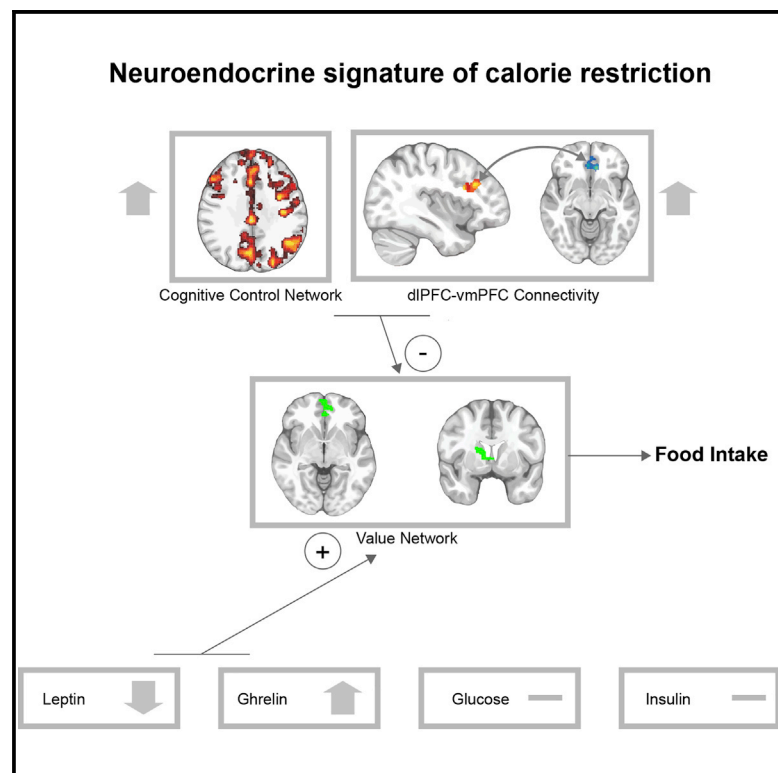 Neuroendocrine signature of calorie restriction
Cognitive Control Network
dlPFC-vmPFC Connectivity
-
Food Intake
Value Network
+
Leptin
Ghrelin
Glucose
Insulin